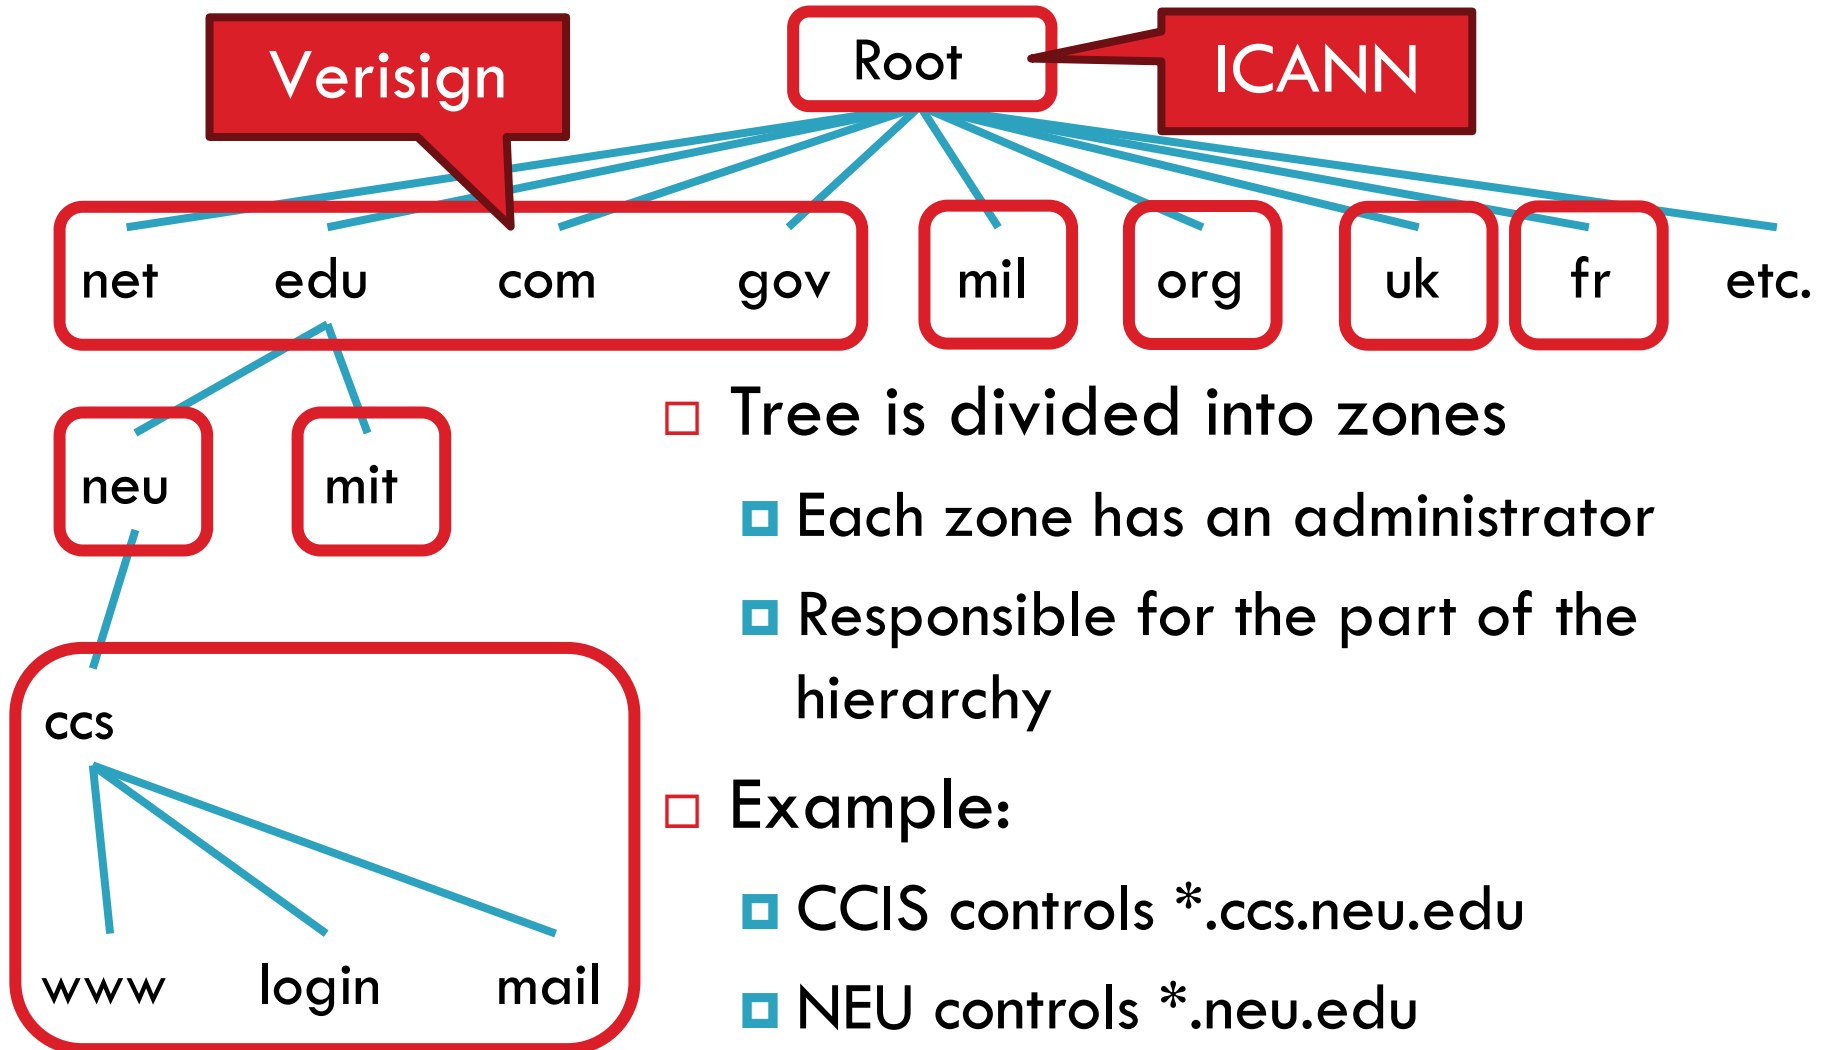 Verisign
Root
ICANN
net edu com gov mil org uk fr etc.
neu mit
ccs
www login mail
Tree is divided into zones
Each zone has an administrator
Responsible for the part of the
hierarchy
Example:
CCIS controls *.ccs.neu.edu
NEU controls *.neu.edu